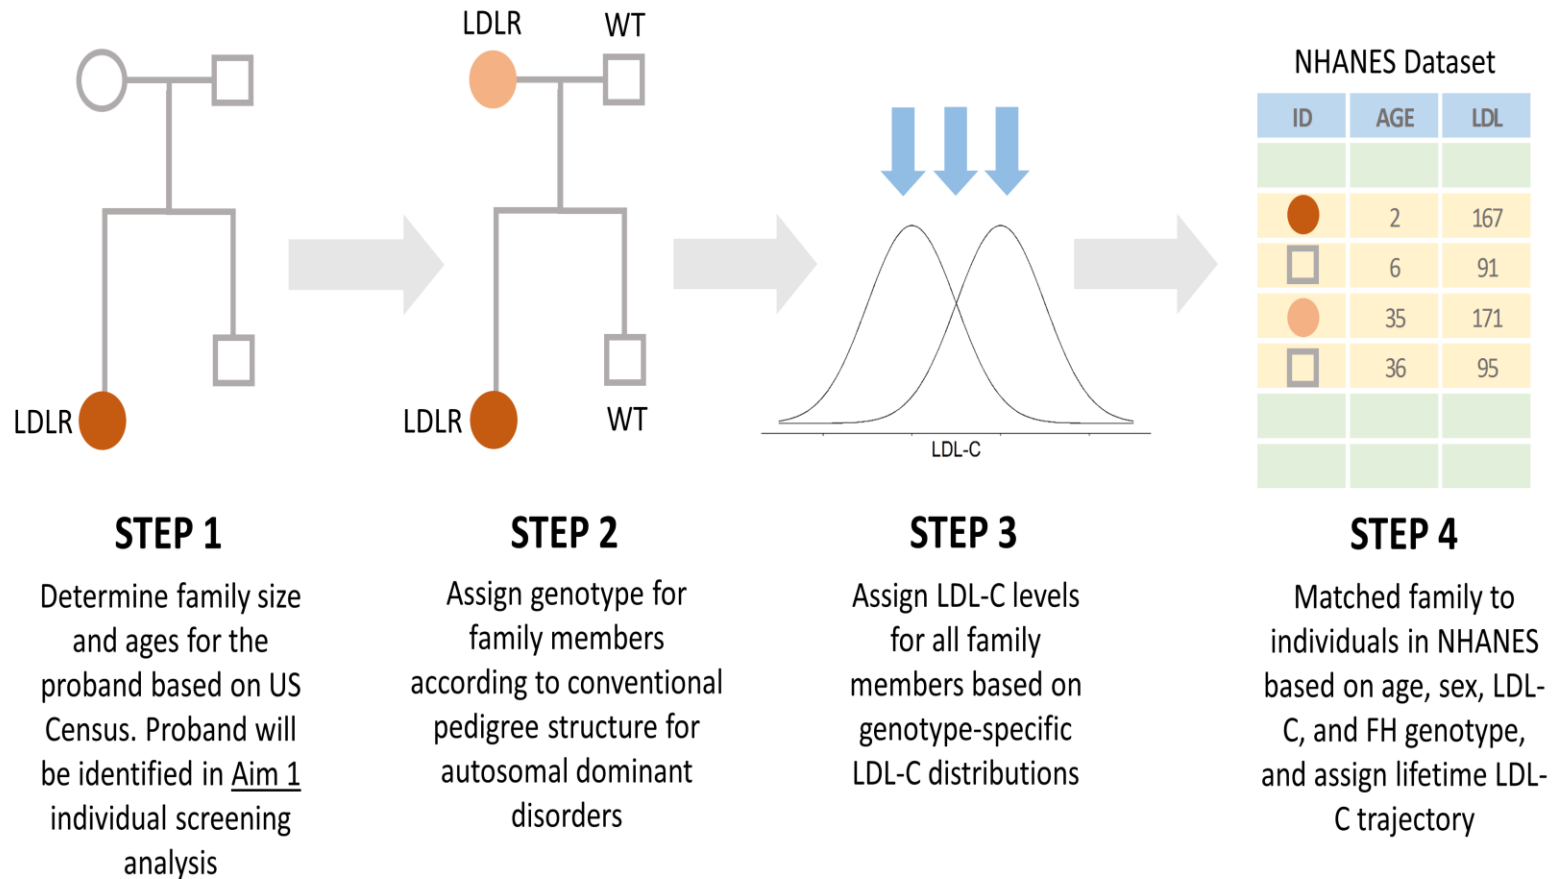 LDLR
LDLR WT
LDLR WT
LDL-C
NHANES Dataset
ID AGE LDL
2 167
6 91
35 171
36 95
STEP 1
Determine family size
and ages for the
proband based on US
Census. Proband will
be identified in Aim 1
individual screening
analysis
STEP 2
Assign genotype for
family members
according to conventional
pedigree structure for
autosomal dominant
disorders
STEP 3
Assign LDL-C levels
for all family
members based on
genotype-specific
LDL-C distributions
STEP 4
Matched family to
individuals in NHANES
based on age, sex, LDL-
C, and FH genotype,
and assign lifetime LDL-
C trajectory